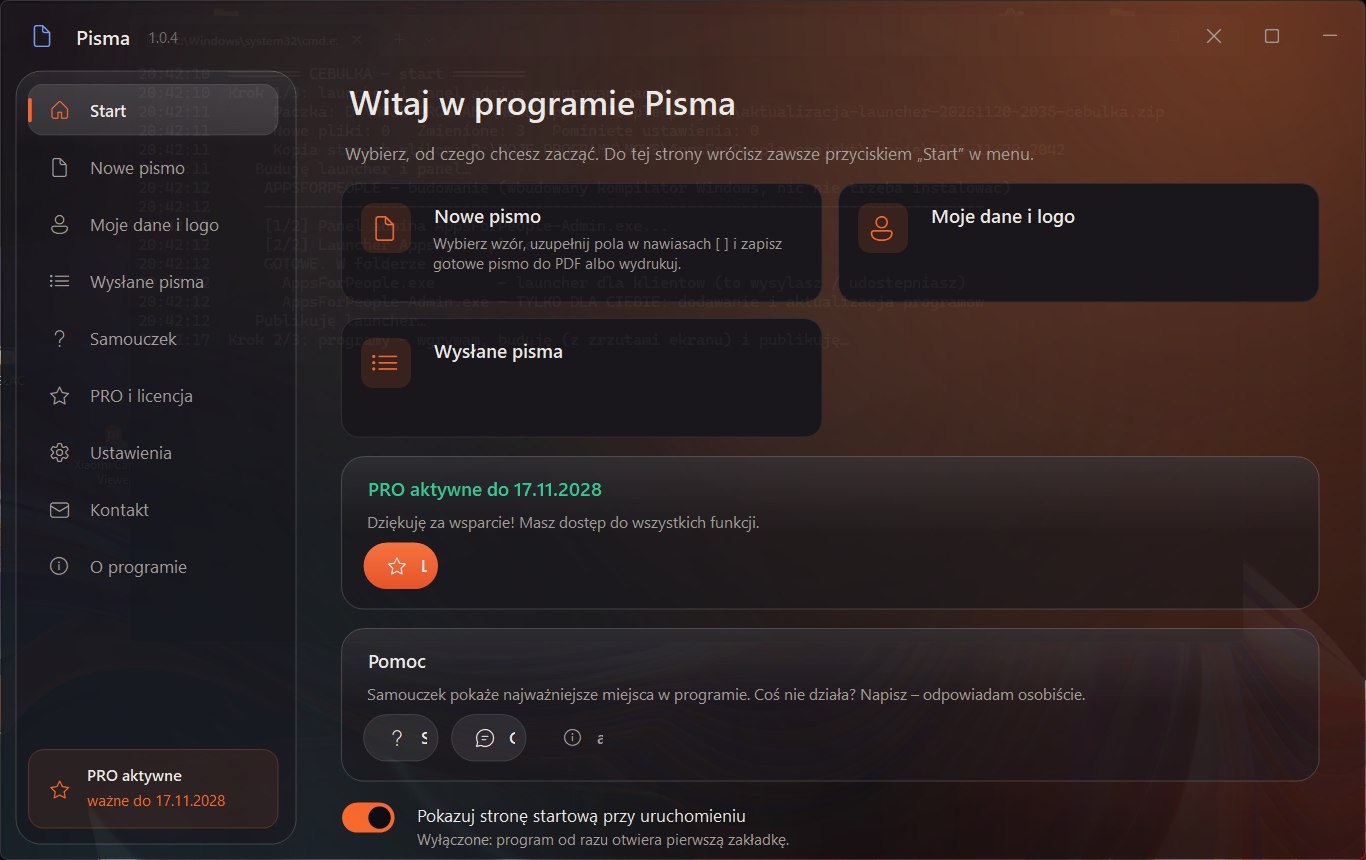 Pisma 1.0.4
Start
Nowe pismo
Moje dane i logo
Wysłane pisma
Samouczek
PRO i licencja
Ustawienia
Kontakt
O programie
PRO aktywne
ważne do 17.11.2028
Witaj w programie Pisma
Wybierz, od czego chcesz zacząć. Do tej strony wrócisz zawsze przyciskiem „Start” w menu.
Nowe pismo
Wybierz wzór, uzupełnij pola w nawiasach [ ] i zapisz
gotowe pismo do PDF albo wydrukuj.
Moje dane i logo
Wysłane pisma
PRO aktywne do 17.11.2028
Dziękuję za wsparcie! Masz dostęp do wszystkich funkcji.
Pomoc
Samouczek pokaże najważniejsze miejsca w programie. Coś nie działa? Napisz – odpowiadam osobiście.
Pokazuj stronę startową przy uruchomieniu
Wyłączone: program od razu otwiera pierwszą zakładkę.